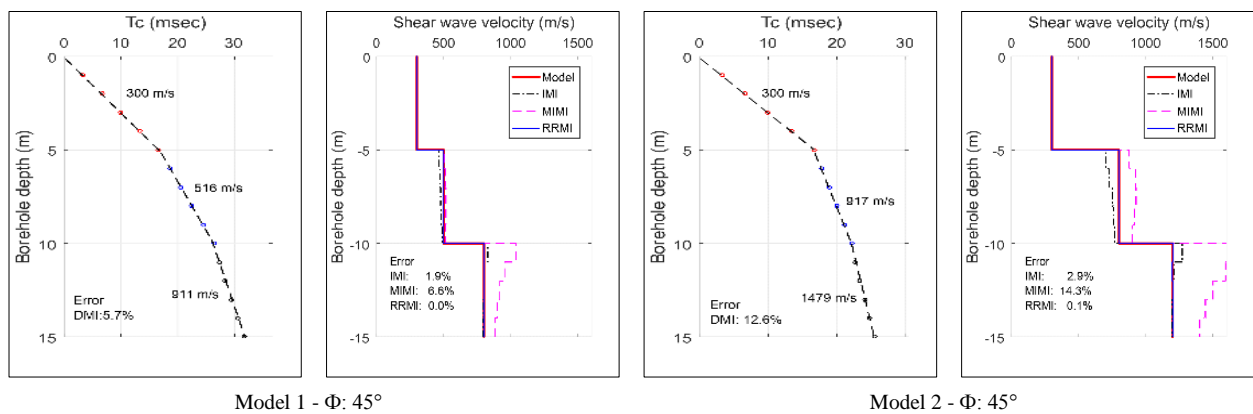 Tc (msec)
0 10 20 30
0
-5
10
15
Borehole depth (m)
300 m/s
516 m/s
911 m/s
Error
DMI:5.7%
Shear wave velocity (m/s)
0 500 1000 1500
0
-5
-10
-15
Borehole depth (m)
Model
IMI
MIMI
RRMI
Error
IMI: 1.9%
MIMI: 6.6%
RRMI: 0.0%
Tc (msec)
0 10 20 30
0
-5
-10
15
Borehole depth (m)
300 m/s
917 m/s
1479 m/s
Error
DMI: 12.6%
Shear wave velocity (m/s)
0 500 1000 1500
0
-5
-10
-15
Borehole depth (m)
Model
IMI
MIMI
RRMI
Error
IMI: 2.9%
MIMI: 14.3%
RRMI: 0.1%
Model 1 - Φ: 45°
Model 2 - Φ: 45°